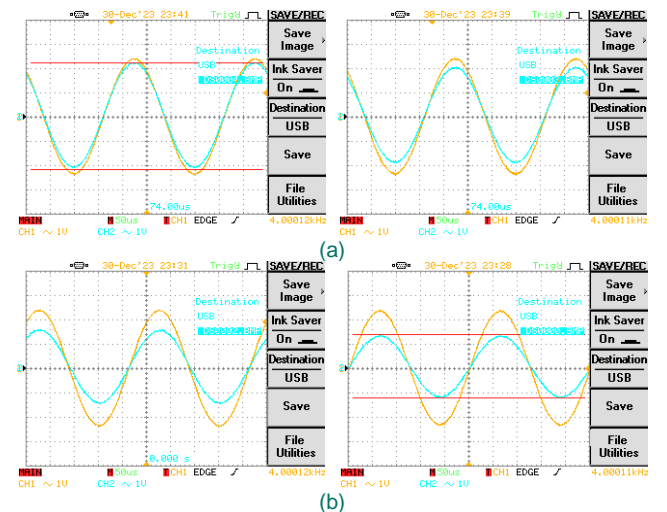 30-Dec'23 23:41 Trig'd SAVE/REC
Save Image
Destination
USB
DS0004.BMP
Ink Saver
On
Destination
USB
Save
File Utilities
74.00us
MAIN M 50us T CH1 EDGE 4.00012kHz
CH1 ~ 1V CH2 ~ 1V
30-Dec'23 23:39 Trig'd SAVE/REC
Save Image
Destination
USB
Ink Saver
On
Destination
USB
Save
File Utilities
74.00us
MAIN M 50us T CH1 EDGE 4.00011kHz
CH1 ~ 1V CH2 ~ 1V
(a)
30-Dec'23 23:31 Trig'd SAVE/REC
Save Image
Destination
USB
DS0002.BMP
Ink Saver
On
Destination
USB
Save
File Utilities
0.000 s
MAIN M 50us T CH1 EDGE 4.00012kHz
CH1 ~ 1V CH2 ~ 1V
30-Dec'23 23:28 Trig'd SAVE/REC
Save Image
Destination
USB
Ink Saver
On
Destination
USB
Save
File Utilities
MAIN M 50us T CH1 EDGE 4.00011kHz
CH1 ~ 1V CH2 ~ 1V
(b)